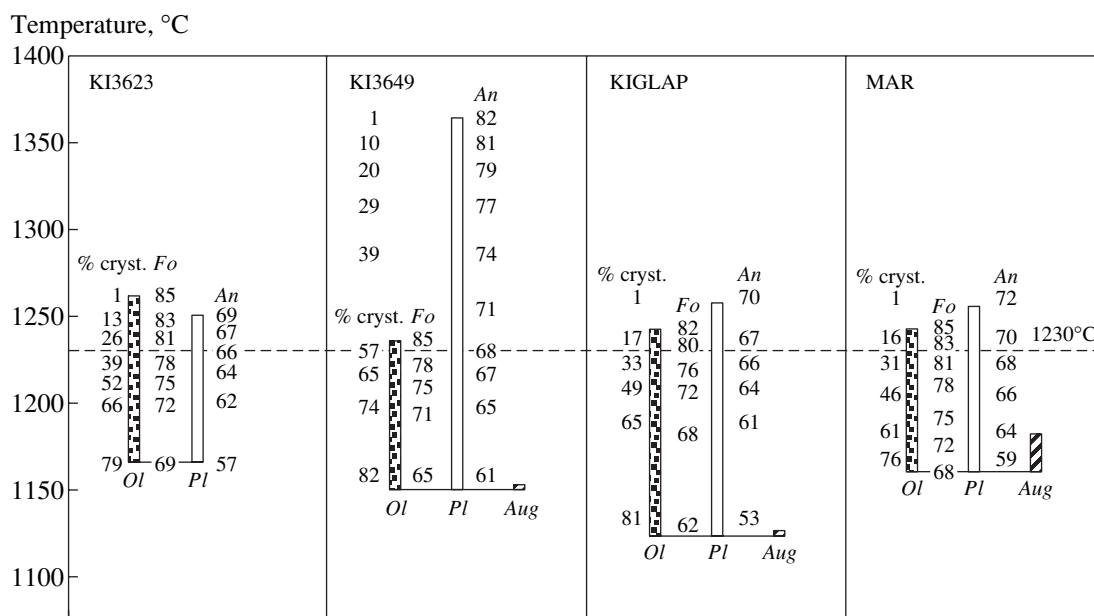 Temperature, °C
1400
1350
1300
1250
1200
1150
1100
KI3623
% cryst. Fo
An
1 85
69
13 83
67
26 81
66
39 78
64
52 75
66 72 62
79 69 57
Ol Pl
KI3649
An
1 82
10 81
20 79
29 77
39 74
71
% cryst. Fo
85
57 68
78
65 67
75
74 65
71
82 65 61
Ol Pl Aug
KIGLAP
% cryst. An
1 70
Fo
82
17 67
80
33 66
76
49 64
72
65 61
68
81 53
62
Ol Pl Aug
MAR
% cryst. An
1 72
Fo
85
16 70 1230°C
83
31 81 68
78
46 66
75
61 64
72
76 59
68
Ol Pl Aug